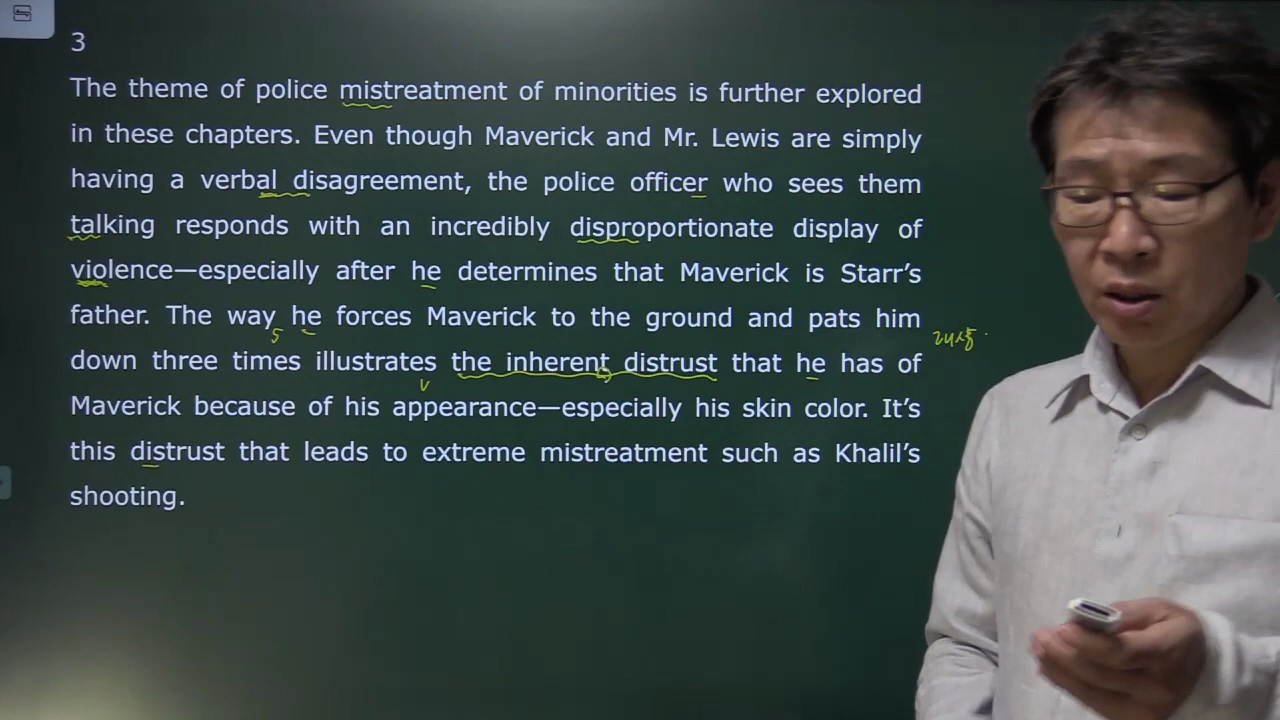 3
The theme of police mistreatment of minorities is further explored
in these chapters. Even though Maverick and Mr. Lewis are simply
having a verbal disagreement, the police officer who sees them
talking responds with an incredibly disproportionate display of
violence—especially after he determines that Maverick is Starr's
father. The way he forces Maverick to the ground and pats him
S
down three times illustrates the inherent distrust that he has of
V
Maverick because of his appearance—especially his skin color. It's
this distrust that leads to extreme mistreatment such as Khalil's
shooting.